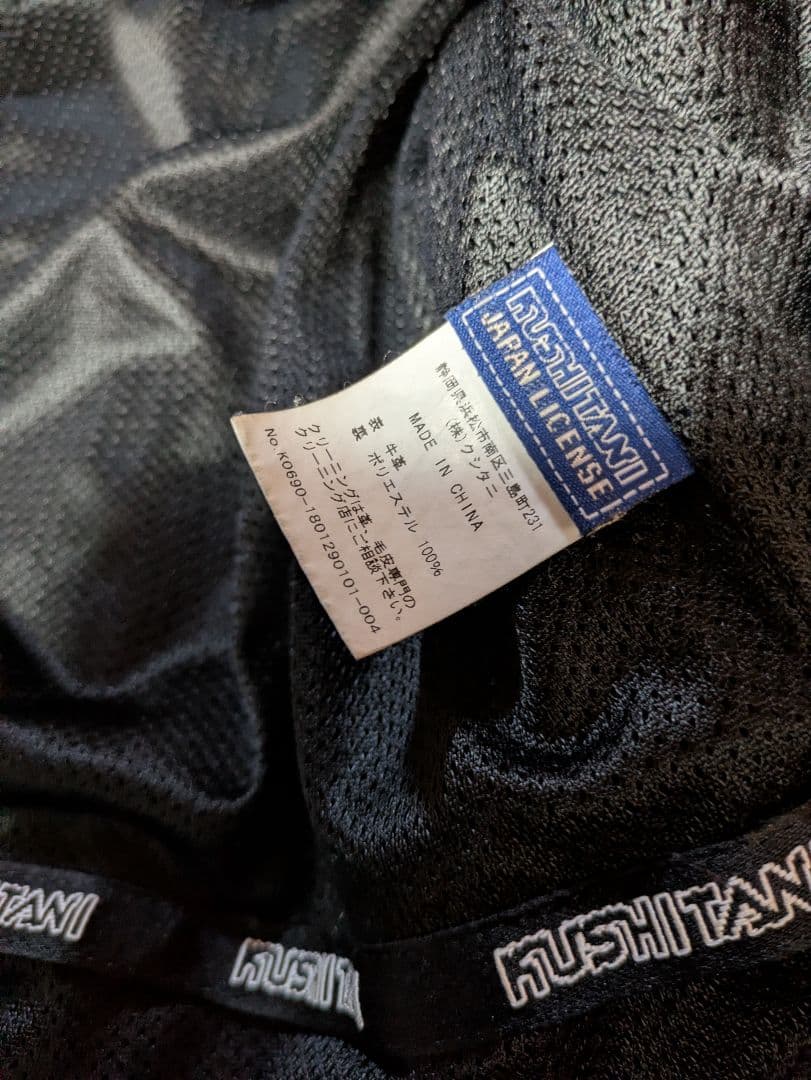 KUSHITANI
JAPAN LICENSE
静岡県浜松市南区三島町231
(株)クシタニ
MADE IN CHINA
表 牛革
裏 ポリエステル 100%
クリーニングは革、毛皮専門の
クリーニング店にご相談下さい。
No.K0690-1801290101-004
TANI
KUSHITA
KUSHITANI